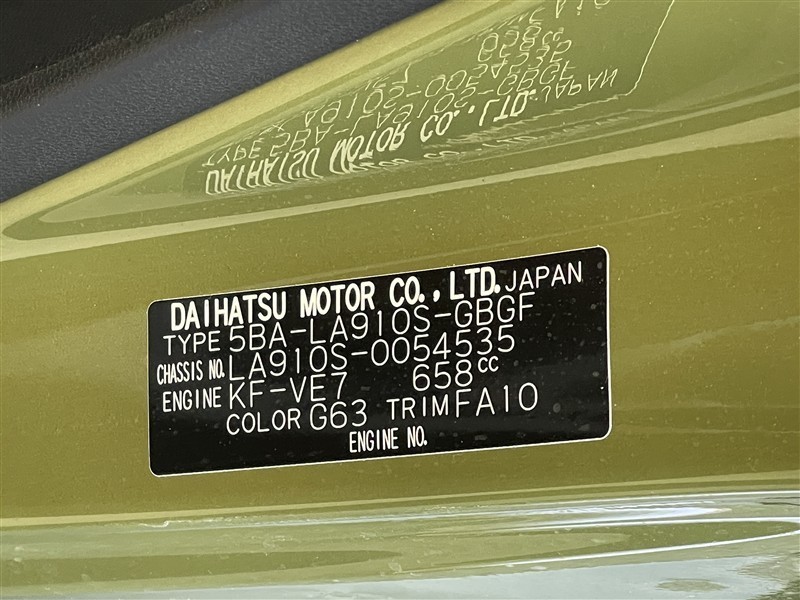 DAIHATSU MOTOR CO., LTD. JAPAN
TYPE 5BA-LA910S-GBGF
CHASSIS NO. LA910S-0054535
ENGINE KF-VE7 658cc
COLOR G63 TRIM FA10
ENGINE NO.